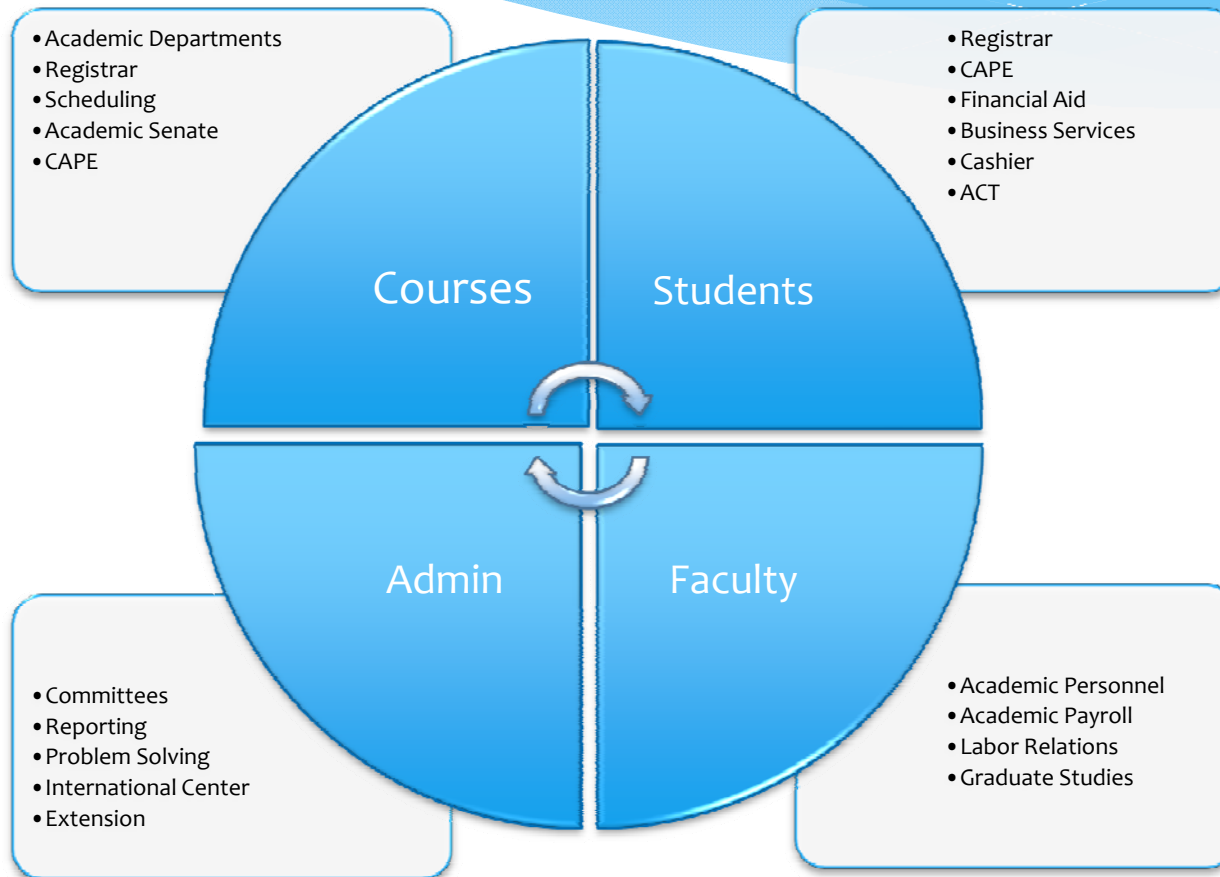 •Academic Departments
•Registrar
•Scheduling
•Academic Senate
•CAPE
•Registrar
•CAPE
•Financial Aid
•Business Services
•Cashier
•ACT
Courses
Students
Admin
Faculty
•Committees
•Reporting
•Problem Solving
•International Center
•Extension
•Academic Personnel
•Academic Payroll
•Labor Relations
•Graduate Studies